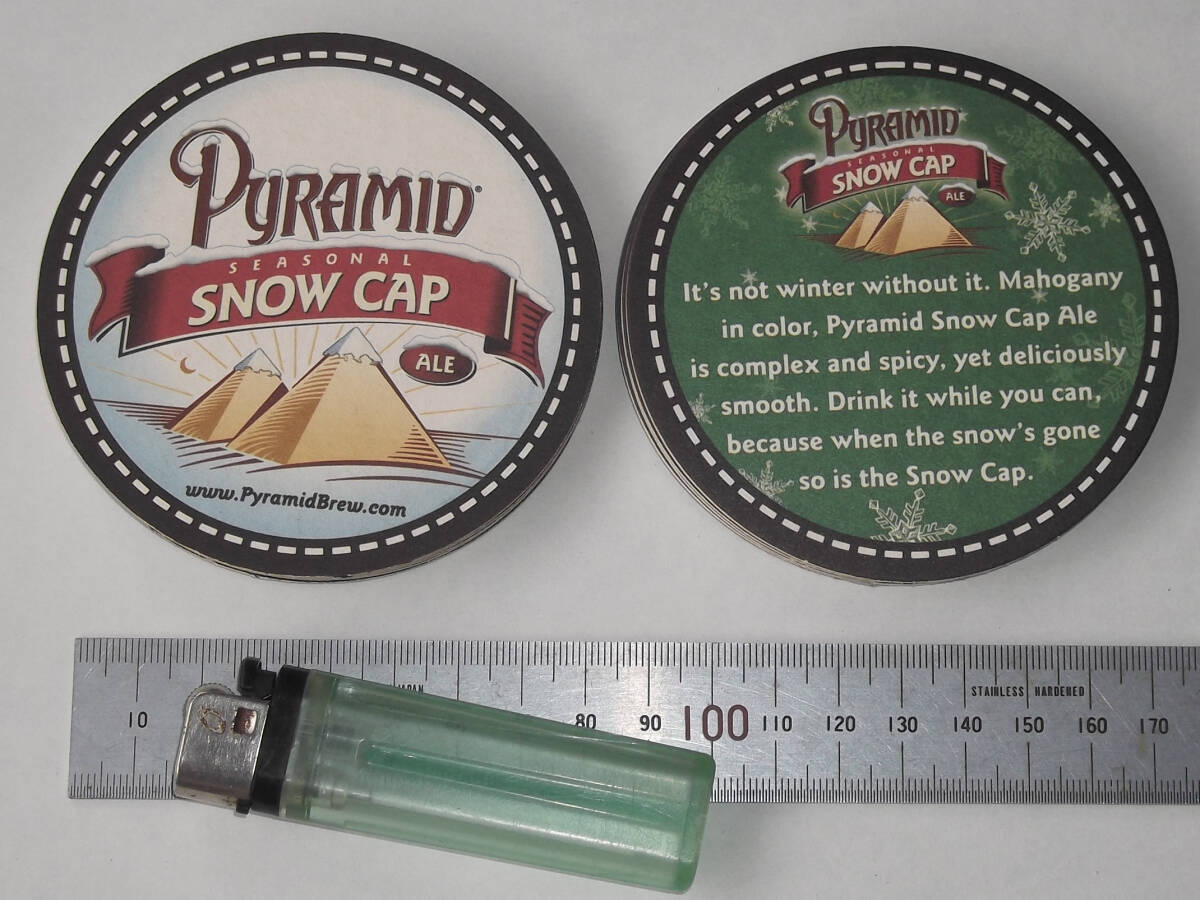 PYRAMID®
SEASONAL
SNOW CAP
ALE
www.PyramidBrew.com
PYRAMID
SEASONAL
SNOW CAP
ALE
It's not winter without it. Mahogany
in color, Pyramid Snow Cap Ale
is complex and spicy, yet deliciously
smooth. Drink it while you can,
because when the snow's gone
so is the Snow Cap.
JAPAN
STAINLESS HARDENED
10 80 90 100 110 120 130 140 150 160 170